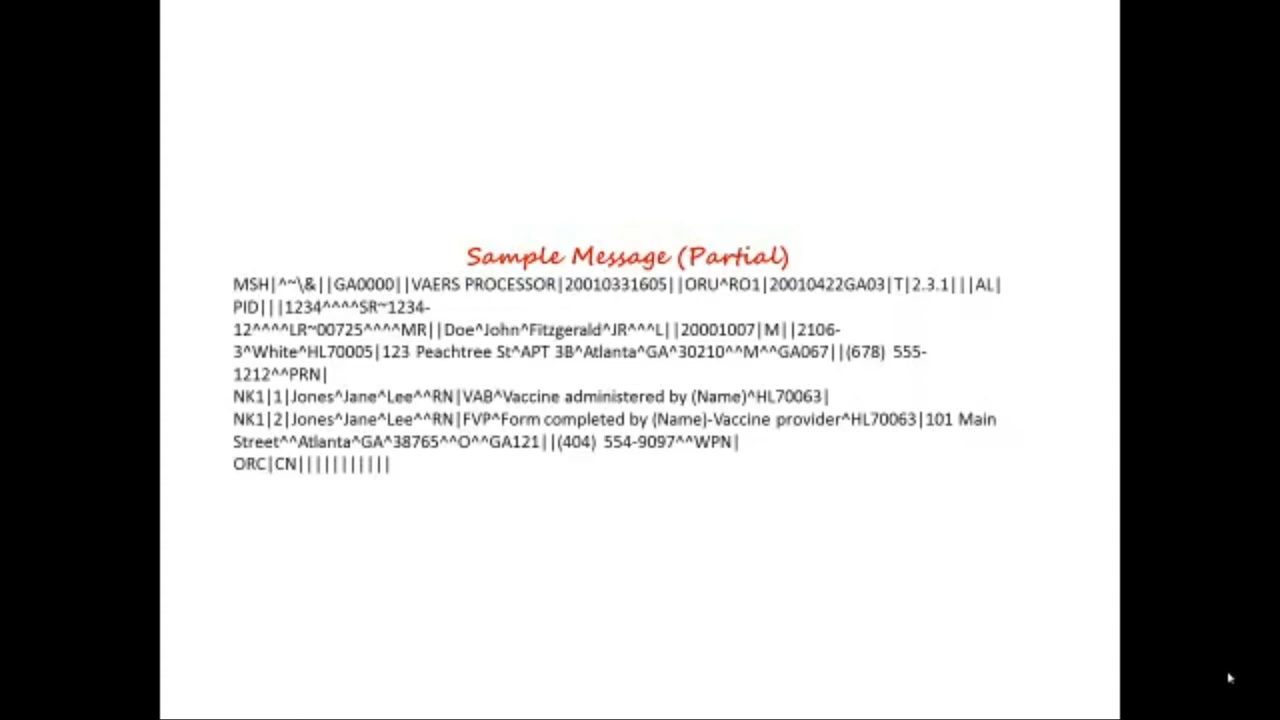 Sample Message (Partial)
MSH|^~\&||GA0000||VAERS PROCESSOR|20010331605||ORU^RO1|20010422GA03|T|2.3.1|||AL|
PID|||1234^^^^SR~1234-
12^^^^LR~00725^^^^MR||Doe^John^Fitzgerald^JR^^^L||20001007|M||2106-
3^White^HL70005|123 Peachtree St^APT 3B^Atlanta^GA^30210^^M^^GA067||(678) 555-
1212^^PRN|
NK1|1|Jones^Jane^Lee^^RN|VAB^Vaccine administered by (Name)^HL70063|
NK1|2|Jones^Jane^Lee^^RN|FVP^Form completed by (Name)-Vaccine provider^HL70063|101 Main
Street^^Atlanta^GA^38765^^O^^GA121||(404) 554-9097^^WPN|
ORC|CN|||||||||||